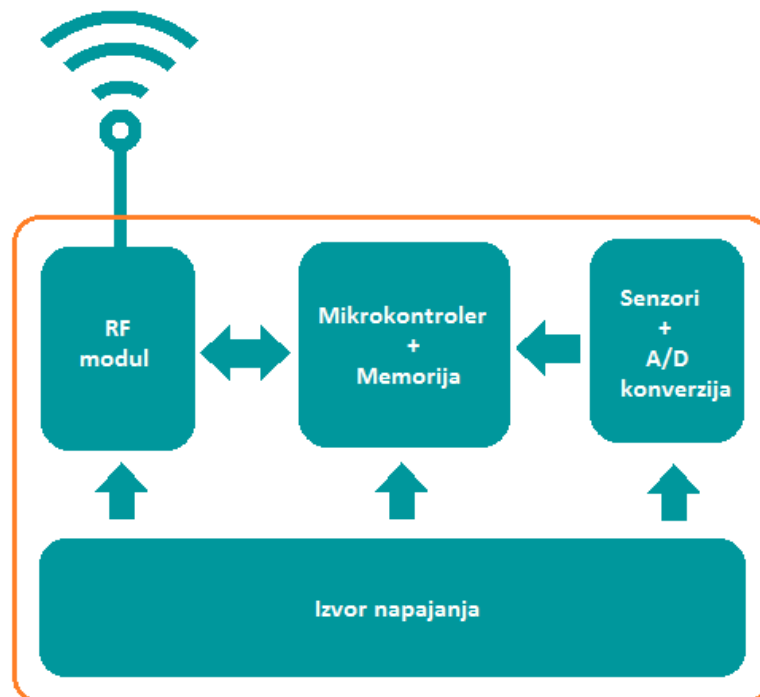 RF
modul
Mikrokontroler
+
Memorija
Senzori
+
A/D
konverzija
Izvor napajanja